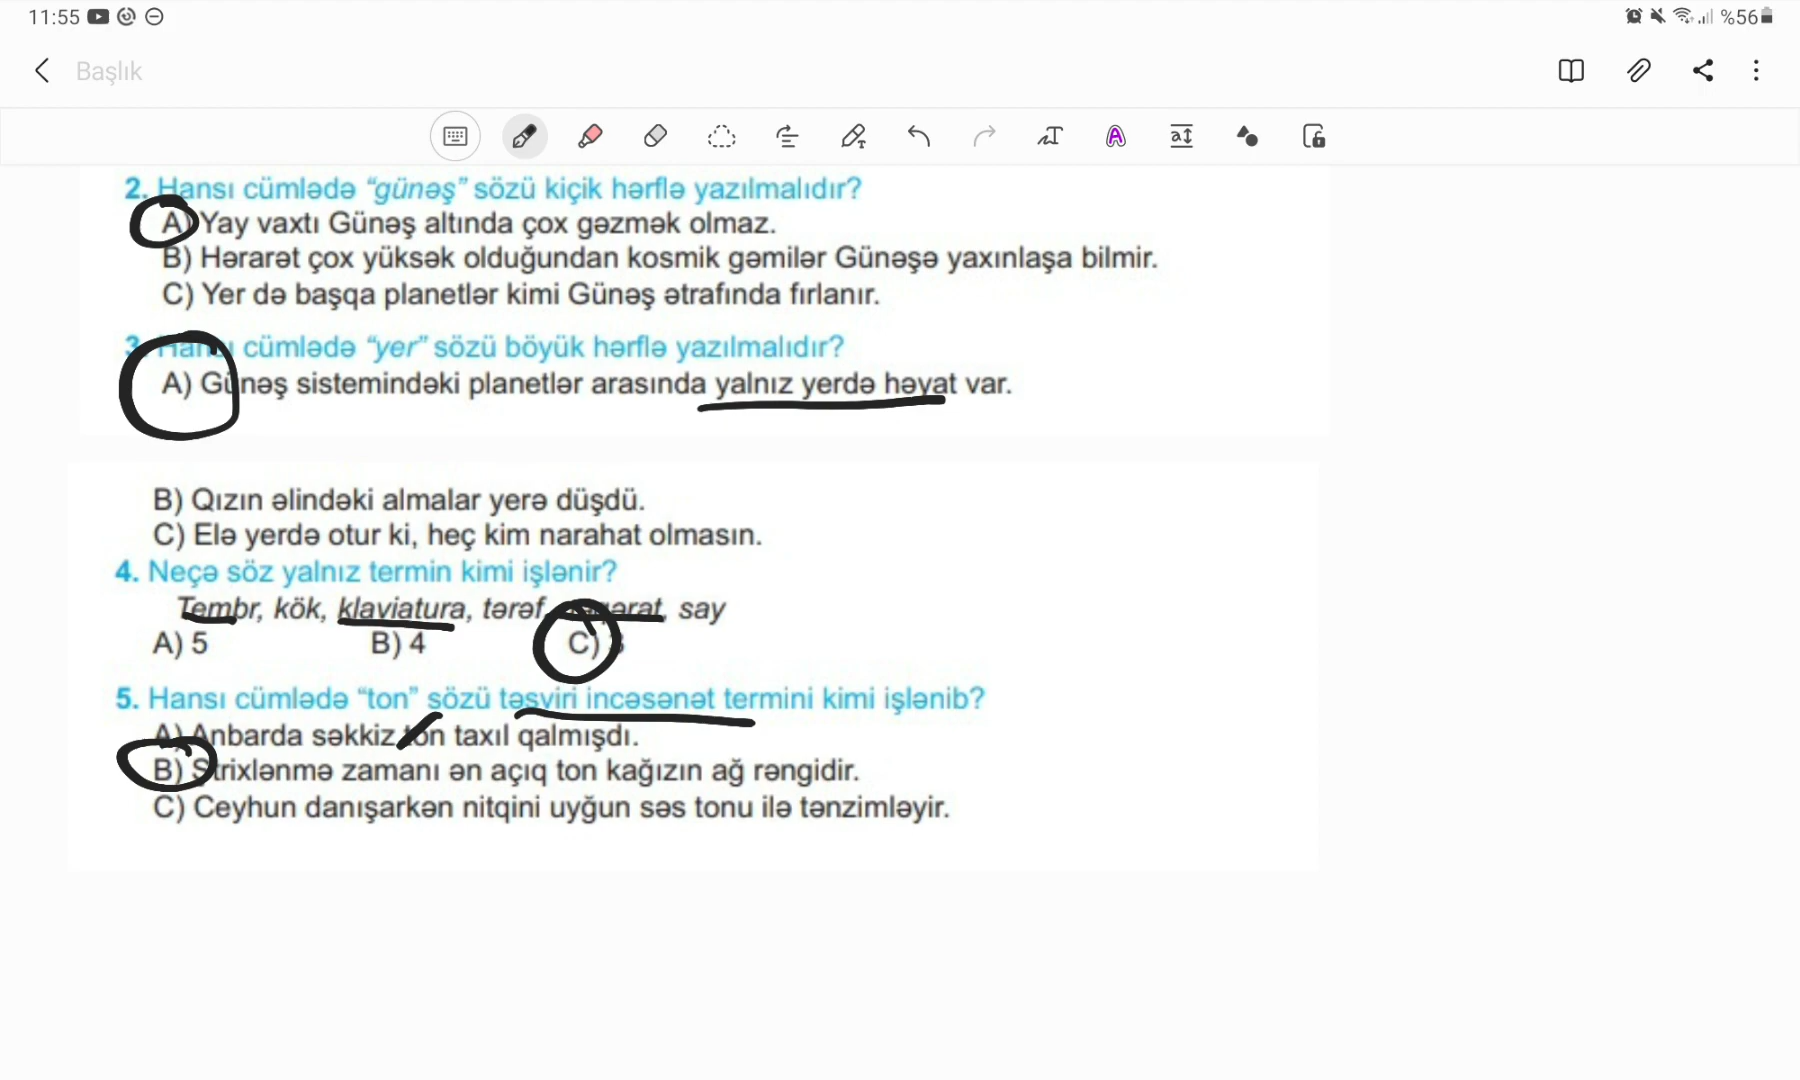 11:55 %56
Başlık
2. Hansı cümlədə “günəş” sözü kiçik hərflə yazılmalıdır?
A) Yay vaxtı Günəş altında çox gəzmək olmaz.
B) Hərarət çox yüksək olduğundan kosmik gəmilər Günəşə yaxınlaşa bilmir.
C) Yer də başqa planetlər kimi Günəş ətrafında fırlanır.
3. Hansı cümlədə “yer” sözü böyük hərflə yazılmalıdır?
A) Günəş sistemindəki planetlər arasında yalnız yerdə həyat var.
B) Qızın əlindəki almalar yerə düşdü.
C) Elə yerdə otur ki, heç kim narahat olmasın.
4. Neçə söz yalnız termin kimi işlənir?
Tembr, kök, klaviatura, tərəf, say
A) 5 B) 4 C) 3
5. Hansı cümlədə “ton” sözü təsviri incəsənət termini kimi işlənib?
A) Anbarda səkkiz ton taxıl qalmışdı.
B) Ştrixlənmə zamanı ən açıq ton kağızın ağ rəngidir.
C) Ceyhun danışarkən nitqini uyğun səs tonu ilə tənzimləyir.